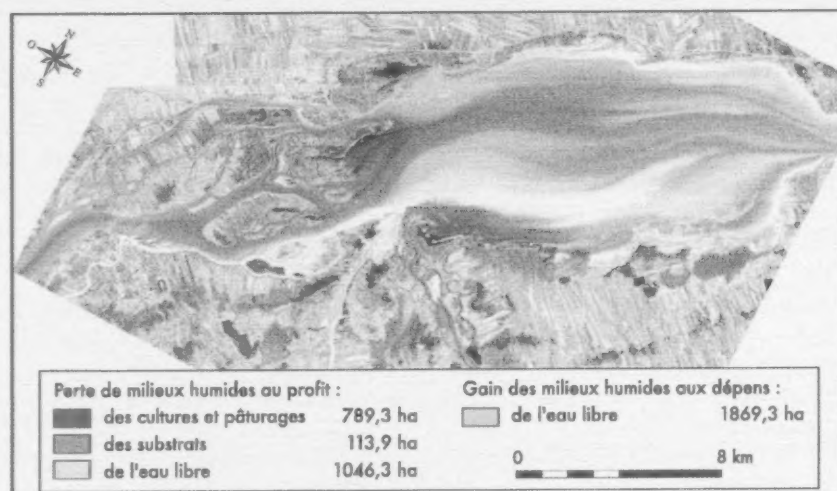 N
O
E
S
Perte de milieux humides au profit :
des cultures et pâturages 789,3 ha
des substrats 113,9 ha
de l'eau libre 1046,3 ha
Gain des milieux humides aux dépens :
de l'eau libre 1869,3 ha
0 8 km